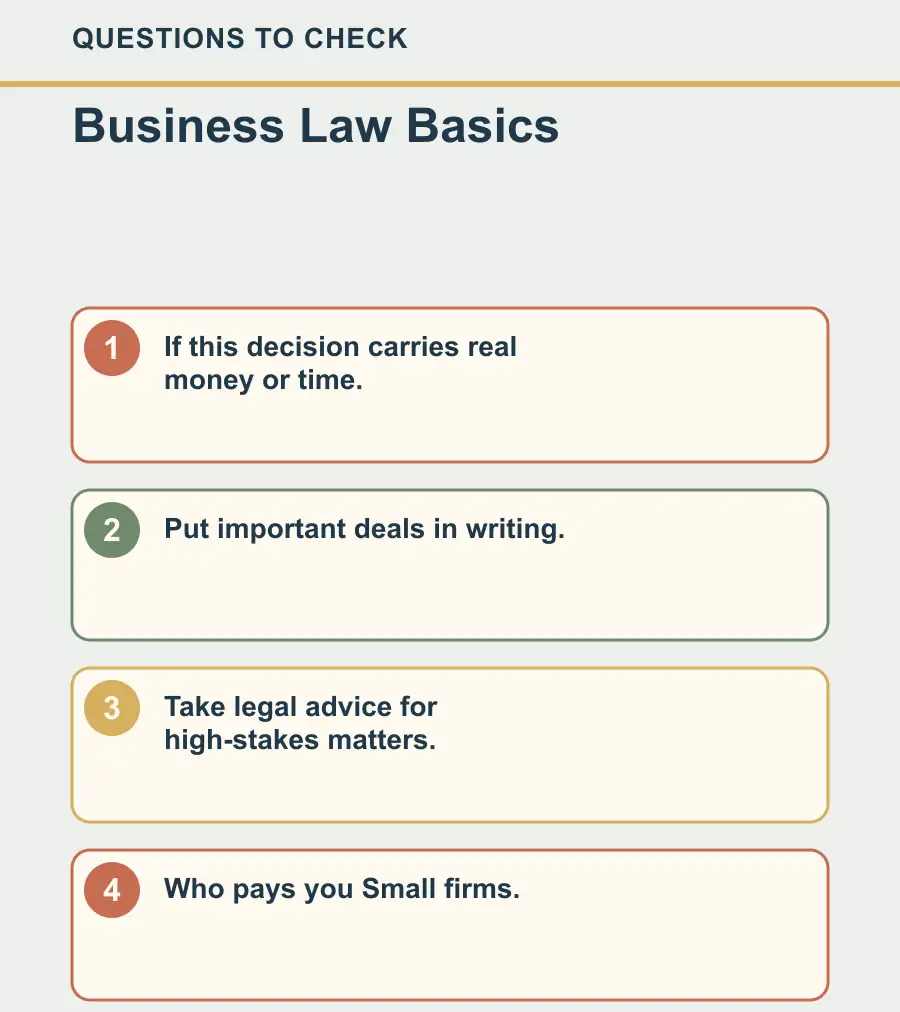 QUESTIONS TO CHECK
Business Law Basics
1
If this decision carries real
money or time.
2
Put important deals in writing.
3
Take legal advice for
high-stakes matters.
4
Who pays you Small firms.